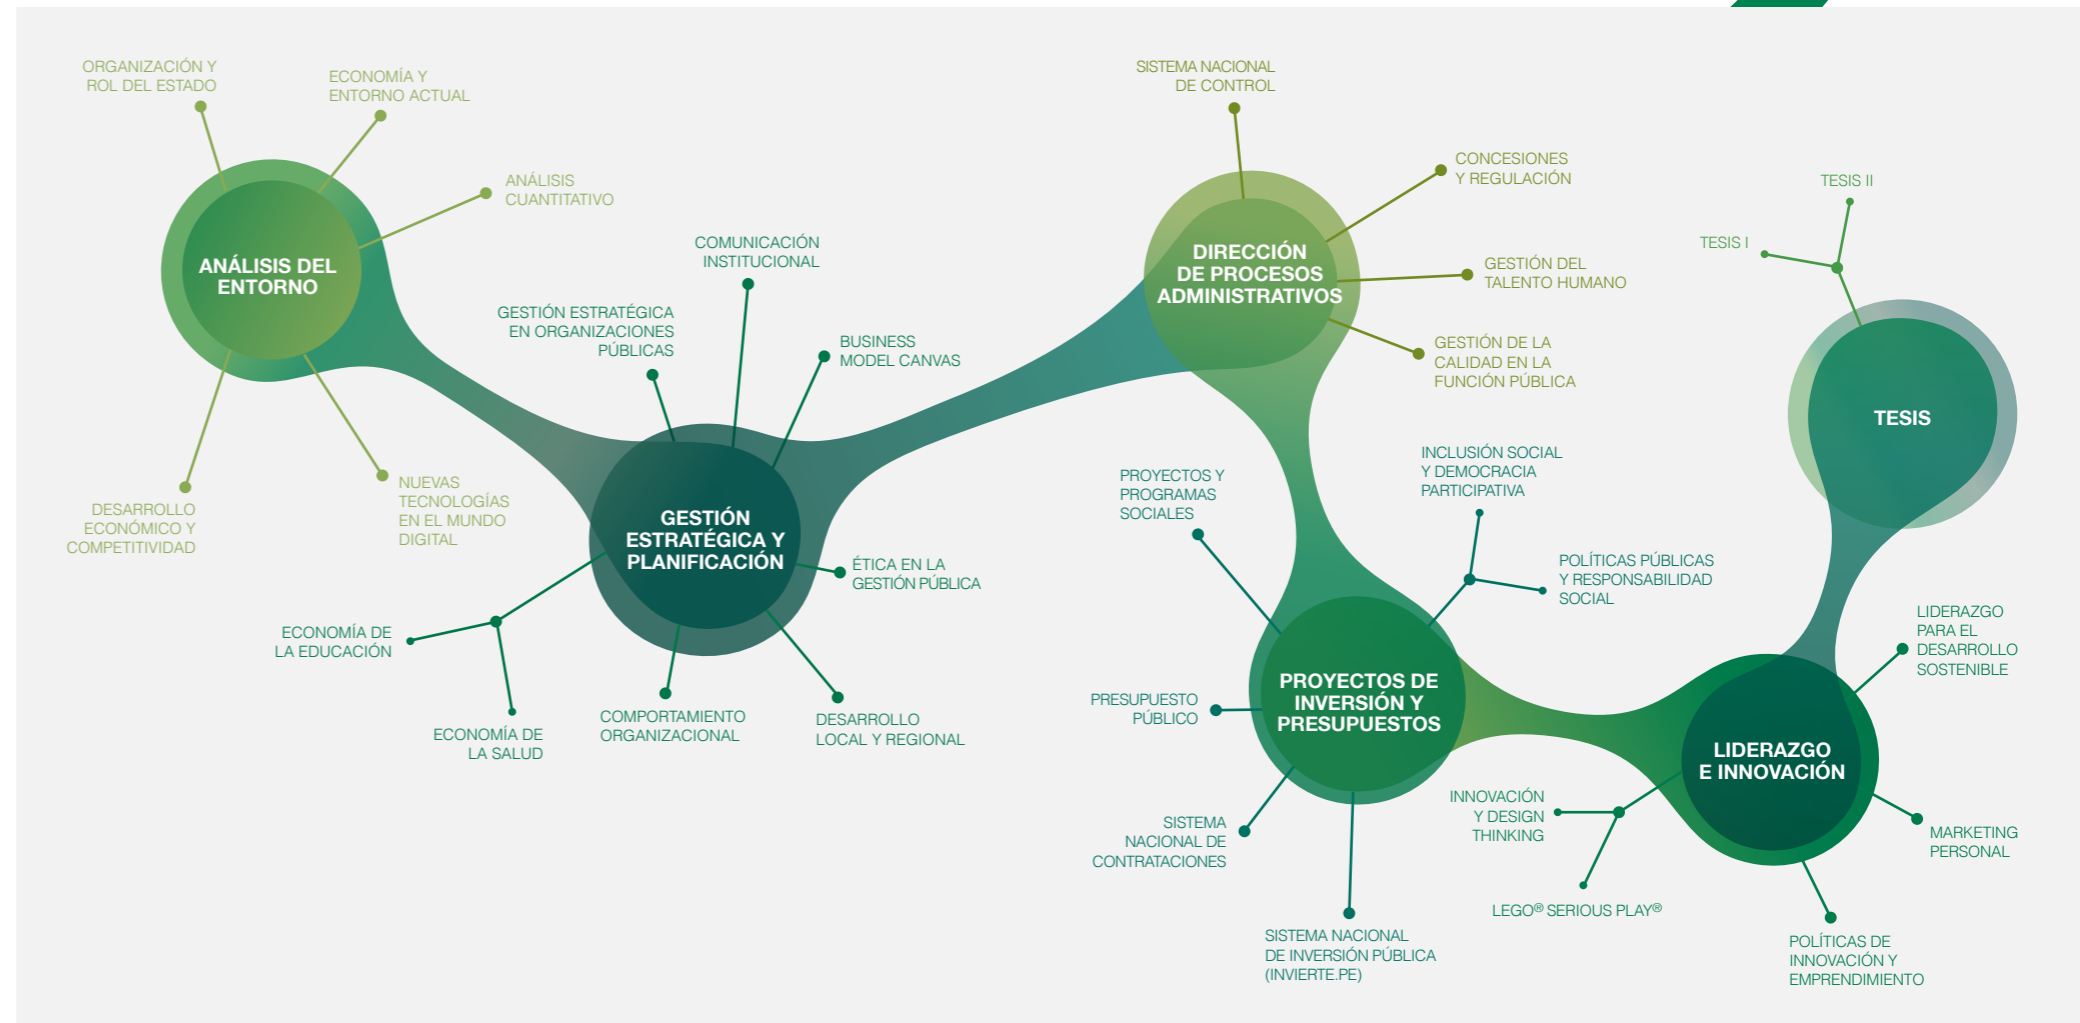 ORGANIZACIÓN Y
ROL DEL ESTADO
ECONOMÍA Y
ENTORNO ACTUAL
ANÁLISIS
CUANTITATIVO
ANÁLISIS DEL
ENTORNO
DESARROLLO
ECONÓMICO Y
COMPETITIVIDAD
NUEVAS
TECNOLOGÍAS
EN EL MUNDO
DIGITAL
COMUNICACIÓN
INSTITUCIONAL
GESTIÓN ESTRATÉGICA
EN ORGANIZACIONES
PÚBLICAS
BUSINESS
MODEL CANVAS
GESTIÓN
ESTRATÉGICA Y
PLANIFICACIÓN
ÉTICA EN LA
GESTIÓN PÚBLICA
ECONOMÍA DE
LA EDUCACIÓN
ECONOMÍA DE
LA SALUD
COMPORTAMIENTO
ORGANIZACIONAL
DESARROLLO
LOCAL Y REGIONAL
SISTEMA NACIONAL
DE CONTROL
CONCESIONES
Y REGULACIÓN
DIRECCIÓN
DE PROCESOS
ADMINISTRATIVOS
GESTIÓN DEL
TALENTO HUMANO
GESTIÓN DE LA
CALIDAD EN LA
FUNCIÓN PÚBLICA
PROYECTOS Y
PROGRAMAS
SOCIALES
INCLUSIÓN SOCIAL
Y DEMOCRACIA
PARTICIPATIVA
POLÍTICAS PÚBLICAS
Y RESPONSABILIDAD
SOCIAL
PROYECTOS DE
INVERSIÓN Y
PRESUPUESTOS
PRESUPUESTO
PÚBLICO
SISTEMA
NACIONAL DE
CONTRATACIONES
SISTEMA NACIONAL
DE INVERSIÓN PÚBLICA
(INVIERTE.PE)
TESIS II
TESIS I
TESIS
LIDERAZGO
PARA EL
DESARROLLO
SOSTENIBLE
LIDERAZGO
E INNOVACIÓN
INNOVACIÓN
Y DESIGN
THINKING
LEGO® SERIOUS PLAY®
MARKETING
PERSONAL
POLÍTICAS DE
INNOVACIÓN Y
EMPRENDIMIENTO